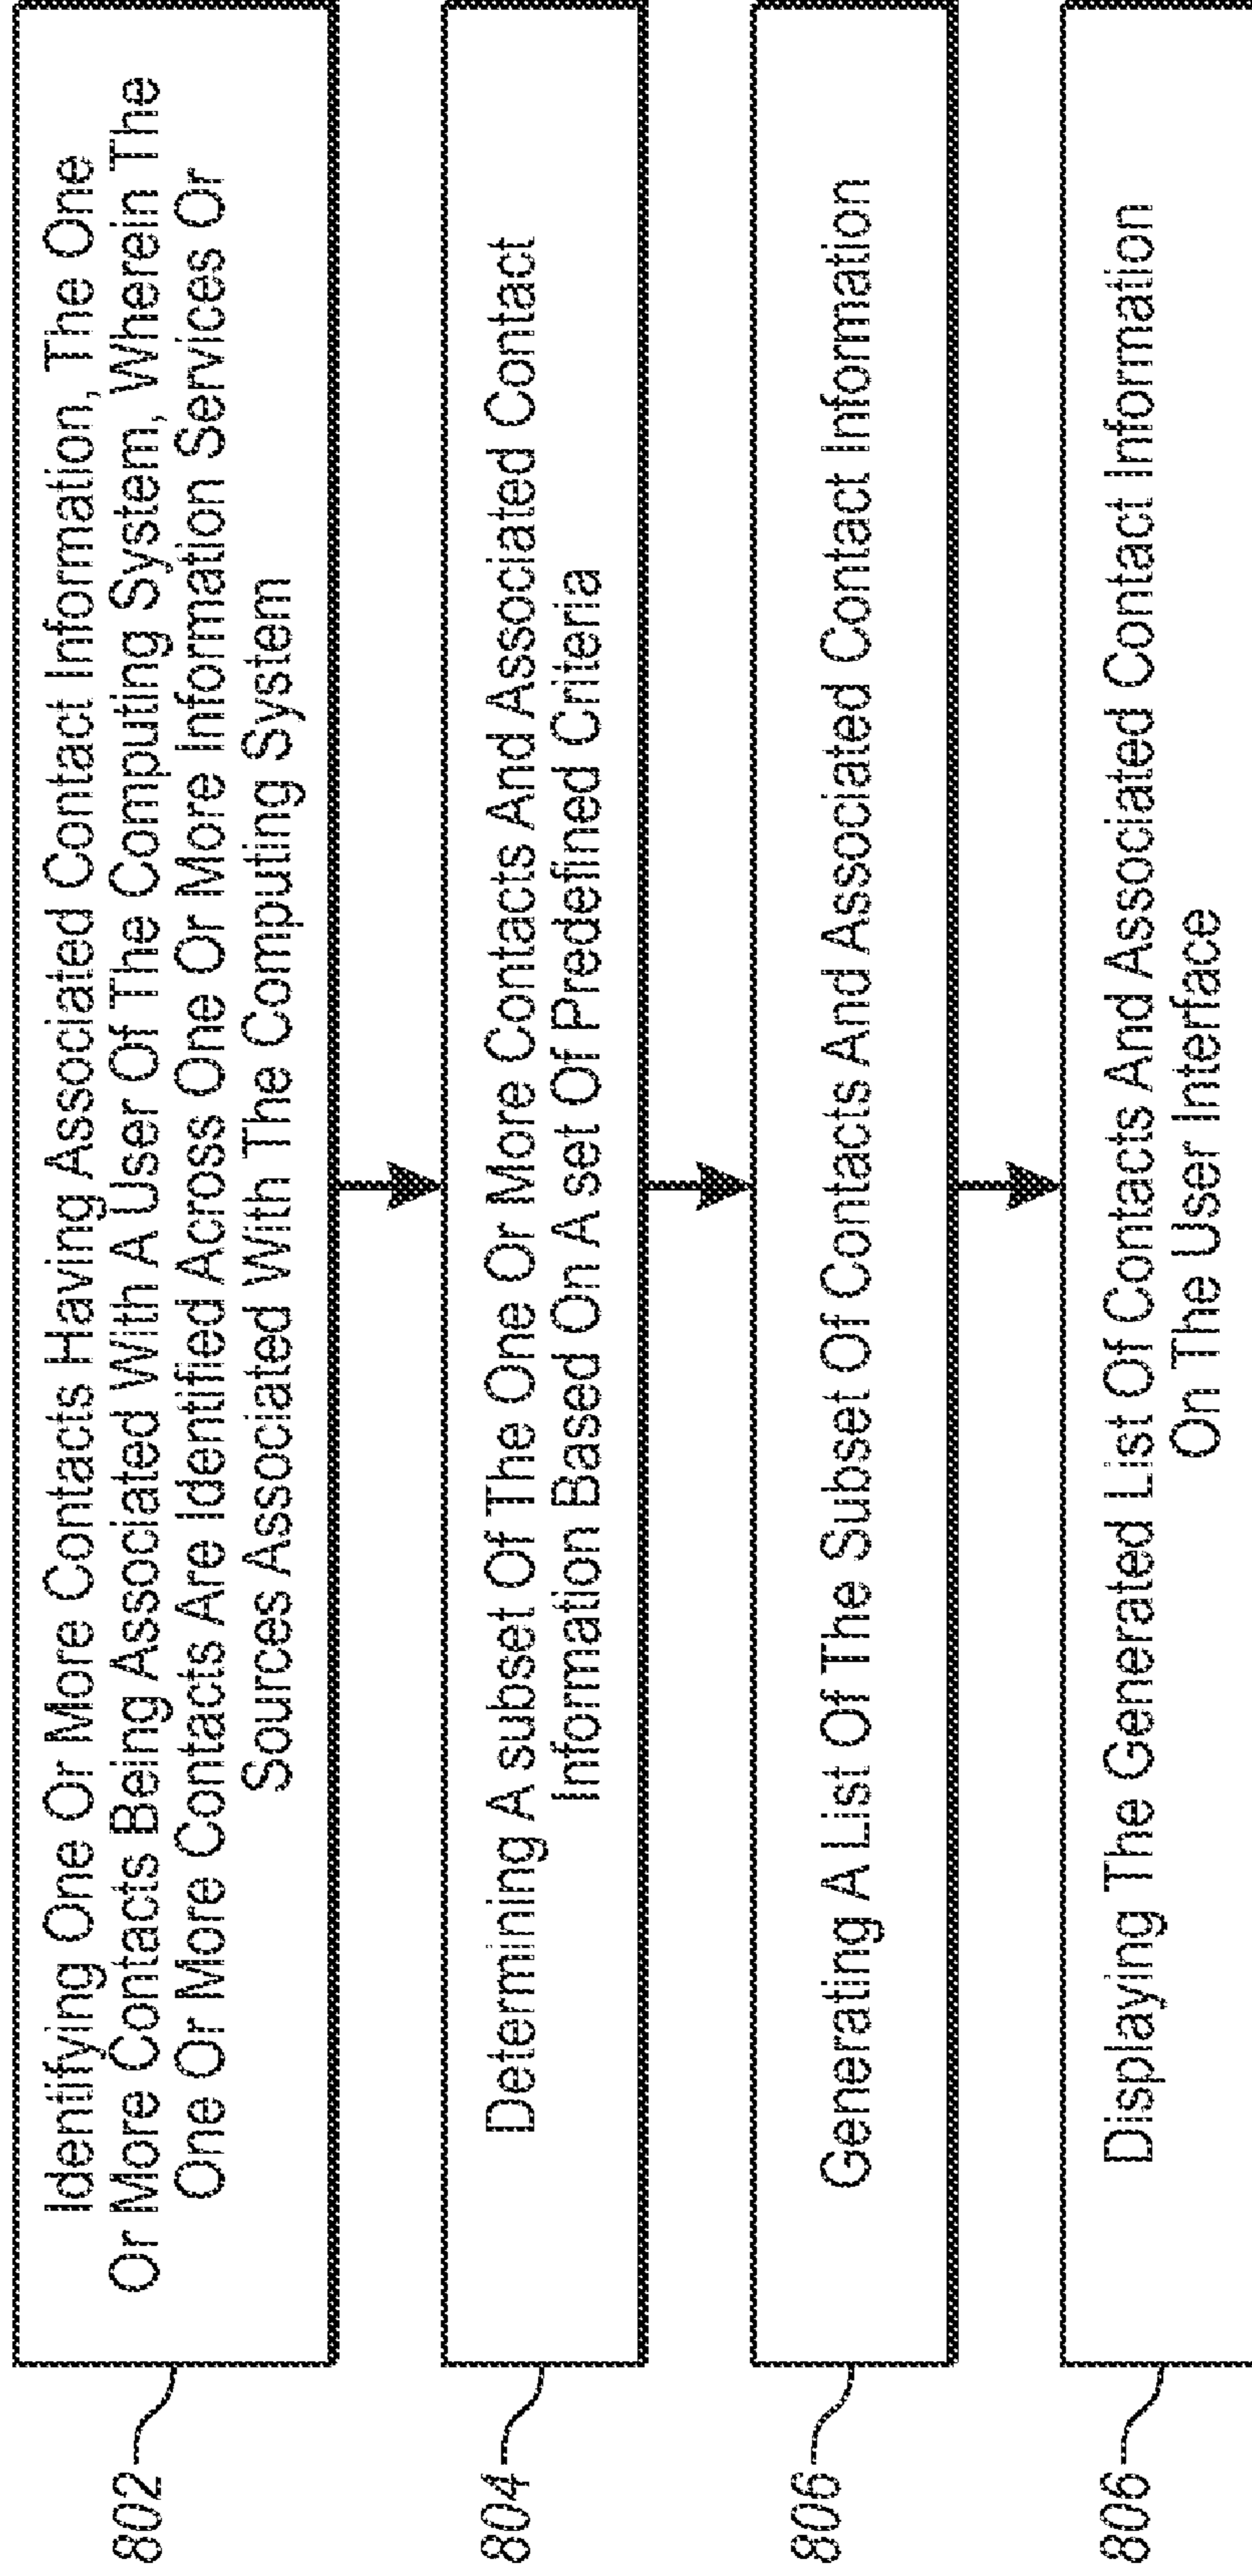 802
Identifying One Or More Contacts Having Associated Contact Information, The One
Or More Contacts Being Associated With A User Of The Computing System, Wherein The
One Or More Contacts Are Identified Across One Or More Information Services Or
Sources Associated With The Computing System
804
Determining A subset Of The One Or More Contacts And Associated Contact
Information Based On A set Of Predefined Criteria
806
Generating A List Of The Subset Of Contacts And Associated Contact Information
806
Displaying The Generated List Of Contacts And Associated Contact Information
On The User Interface